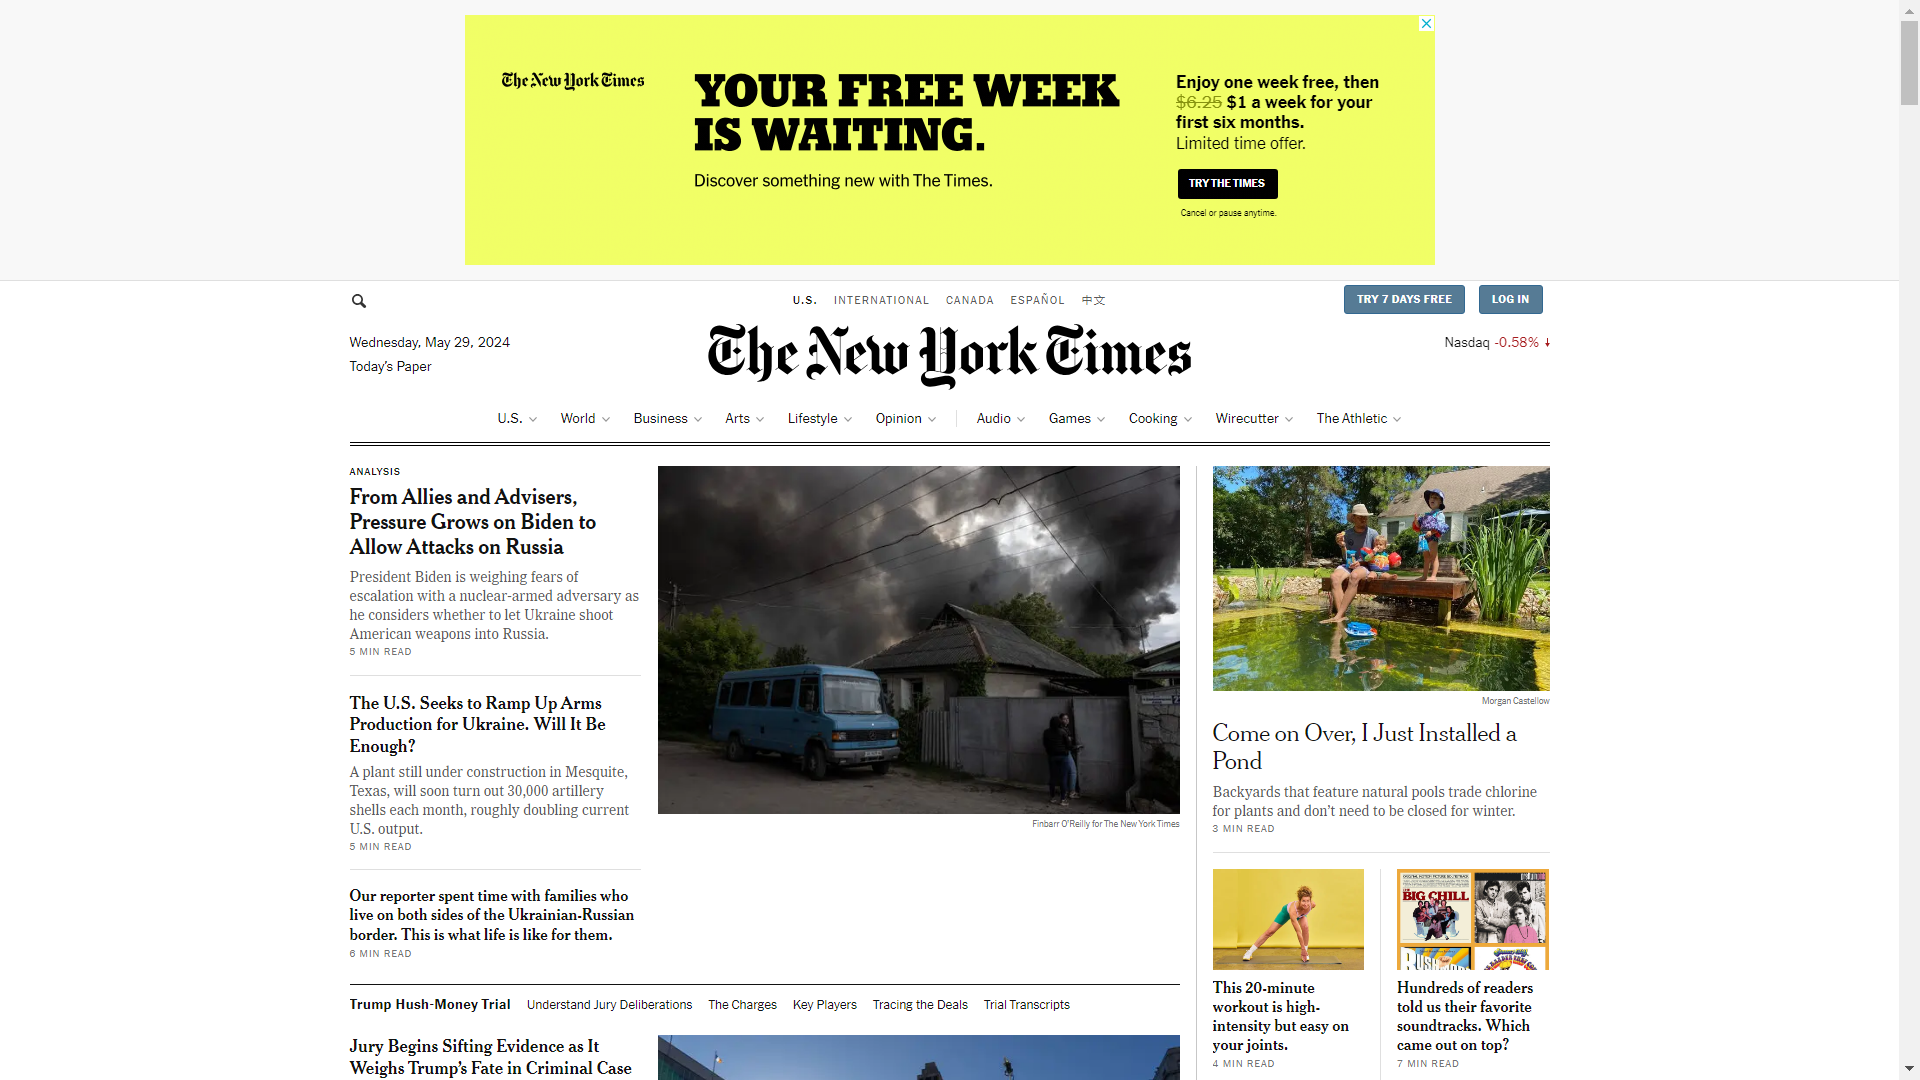 The New York Times
YOUR FREE WEEK
IS WAITING.
Discover something new with The Times.
Enjoy one week free, then
$6.25 $1 a week for your
first six months.
Limited time offer.
TRY THE TIMES
Cancel or pause anytime.
U.S. INTERNATIONAL CANADA ESPAÑOL 中文
TRY 7 DAYS FREE LOG IN
Wednesday, May 29, 2024
Today’s Paper
The New York Times
Nasdaq -0.58%
U.S. World Business Arts Lifestyle Opinion Audio Games Cooking Wirecutter The Athletic
ANALYSIS
From Allies and Advisers,
Pressure Grows on Biden to
Allow Attacks on Russia
President Biden is weighing fears of
escalation with a nuclear-armed adversary as
he considers whether to let Ukraine shoot
American weapons into Russia.
5 MIN READ
The U.S. Seeks to Ramp Up Arms
Production for Ukraine. Will It Be
Enough?
A plant still under construction in Mesquite,
Texas, will soon turn out 30,000 artillery
shells each month, roughly doubling current
U.S. output.
5 MIN READ
Our reporter spent time with families who
live on both sides of the Ukrainian-Russian
border. This is what life is like for them.
6 MIN READ
Finbarr O’Reilly for The New York Times
Morgan Castellow
Come on Over, I Just Installed a
Pond
Backyards that feature natural pools trade chlorine
for plants and don’t need to be closed for winter.
3 MIN READ
This 20-minute
workout is high-
intensity but easy on
your joints.
4 MIN READ
BIG CHILL
Hundreds of readers
told us their favorite
soundtracks. Which
came out on top?
7 MIN READ
Trump Hush-Money Trial Understand Jury Deliberations The Charges Key Players Tracing the Deals Trial Transcripts
Jury Begins Sifting Evidence as It
Weighs Trump’s Fate in Criminal Case